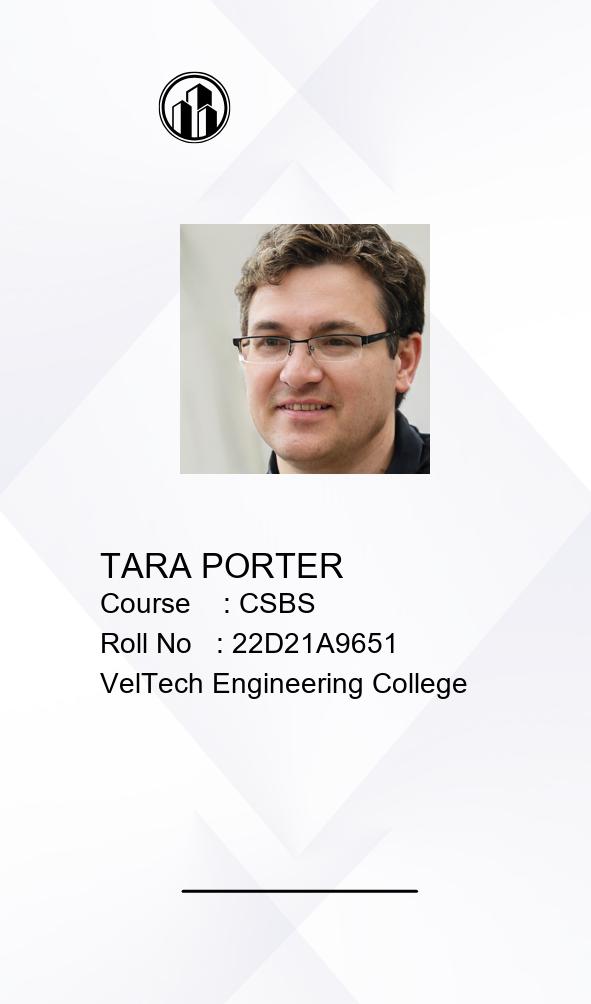 TARA PORTER
Course : CSBS
Roll No : 22D21A9651
VelTech Engineering College